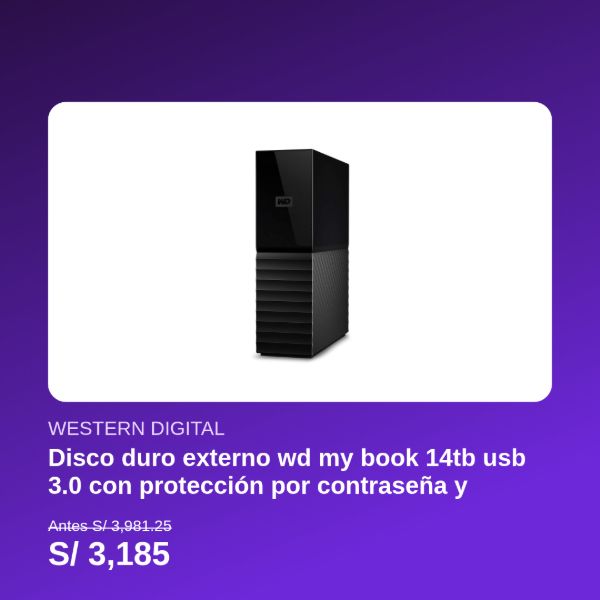 WD
WESTERN DIGITAL
Disco duro externo wd my book 14tb usb
3.0 con protección por contraseña y
Antes S/ 3,981.25
S/ 3,185